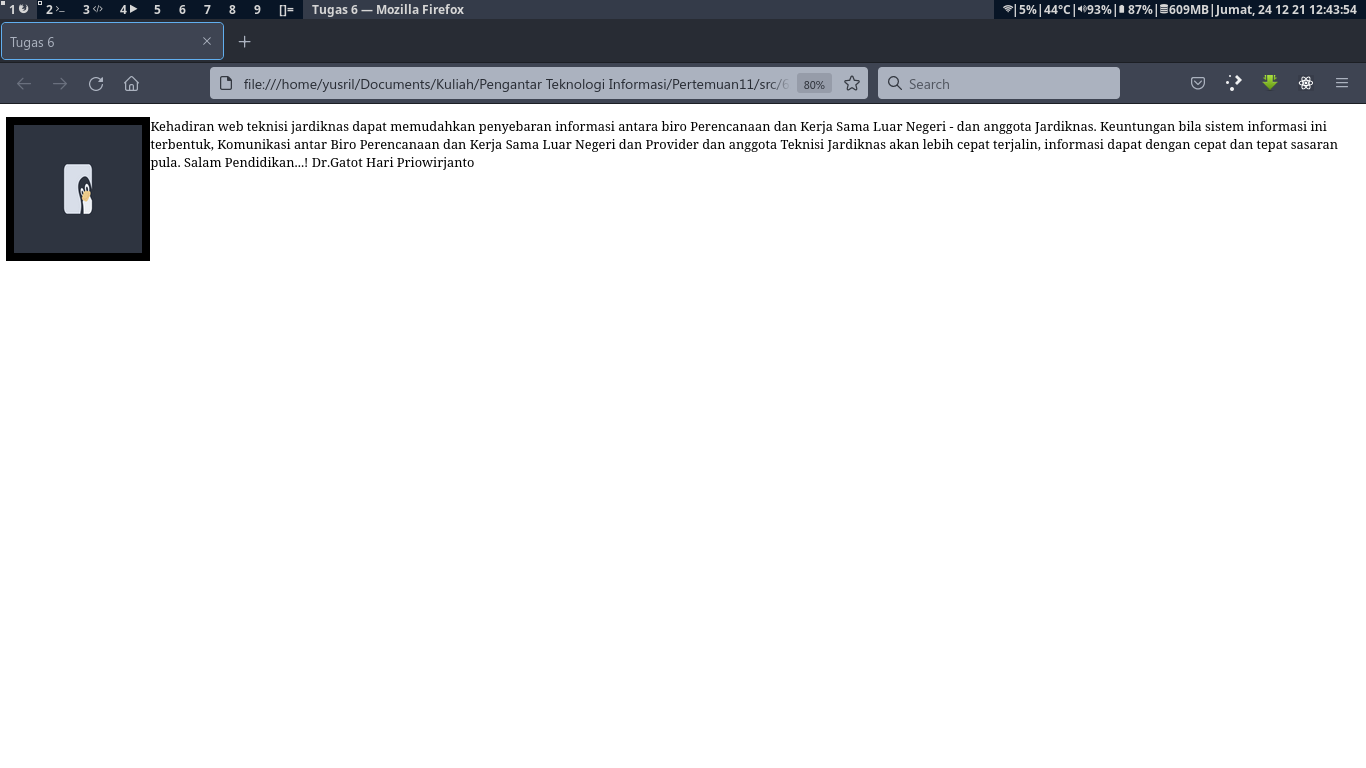 1 2 3 4 5 6 7 8 9 []= Tugas 6 — Mozilla Firefox 5%|44°C| 93%| 87%| 609MB|Jumat, 24 12 21 12:43:54
Tugas 6
file:///home/yusril/Documents/Kuliah/Pengantar Teknologi Informasi/Pertemuan11/src/6 80% Search
Kehadiran web teknisi jardiknas dapat memudahkan penyebaran informasi antara biro Perencanaan dan Kerja Sama Luar Negeri - dan anggota Jardiknas. Keuntungan bila sistem informasi ini
terbentuk, Komunikasi antar Biro Perencanaan dan Kerja Sama Luar Negeri dan Provider dan anggota Teknisi Jardiknas akan lebih cepat terjalin, informasi dapat dengan cepat dan tepat sasaran
pula. Salam Pendidikan...! Dr.Gatot Hari Priowirjanto